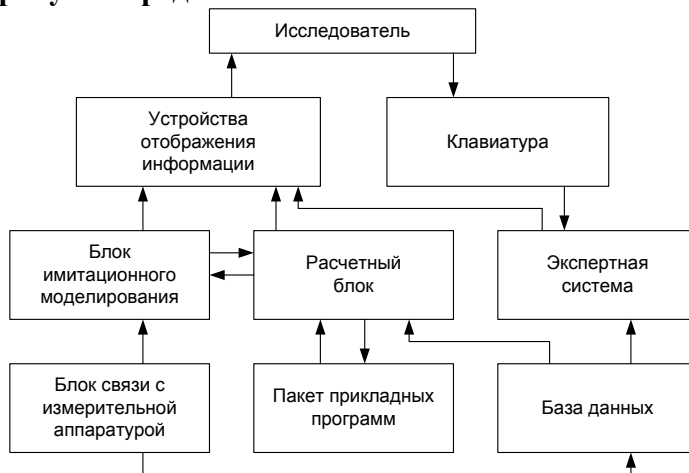 Исследователь
Устройства
отображения
информации
Клавиатура
Блок
имитационного
моделирования
Расчетный
блок
Экспертная
система
Блок связи с
измерительной
аппаратурой
Пакет прикладных
программ
База данных